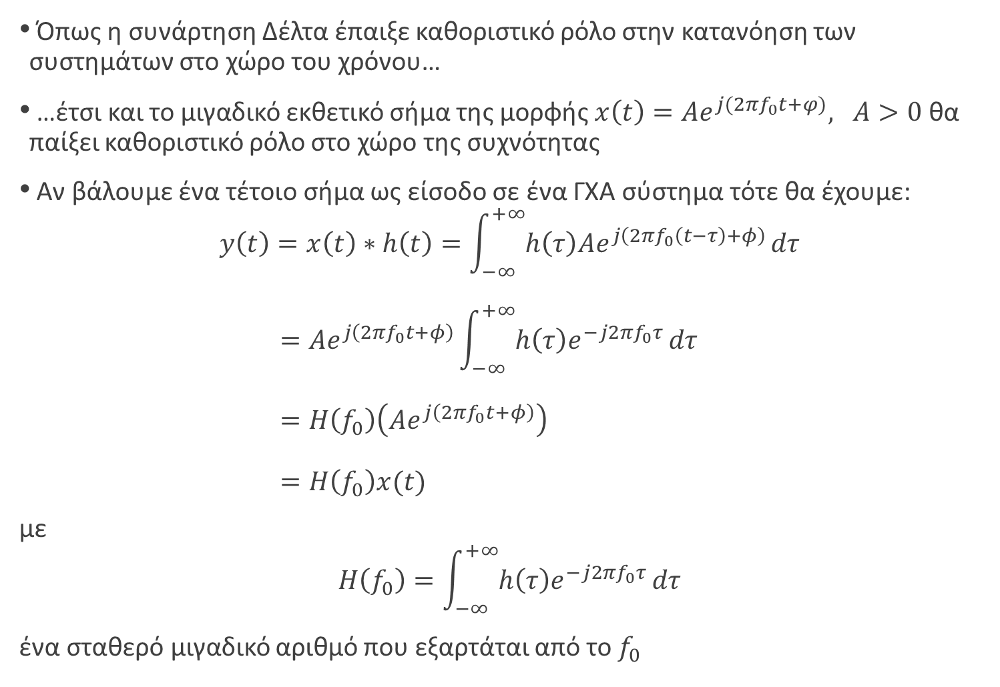 • Όπως η συνάρτηση Δέλτα έπαιξε καθοριστικό ρόλο στην κατανόηση των
συστημάτων στο χώρο του χρόνου…
• …έτσι και το μιγαδικό εκθετικό σήμα της μορφής $x(t) = Ae^{j(2\pi f_0 t+\varphi)}, \; A > 0$ θα
παίξει καθοριστικό ρόλο στο χώρο της συχνότητας
• Αν βάλουμε ένα τέτοιο σήμα ως είσοδο σε ένα ΓΧΑ σύστημα τότε θα έχουμε:
$y(t) = x(t) * h(t) = \int_{-\infty}^{+\infty} h(\tau)Ae^{j(2\pi f_0(t-\tau)+\phi)} \, d\tau$
$= Ae^{j(2\pi f_0 t+\phi)} \int_{-\infty}^{+\infty} h(\tau)e^{-j2\pi f_0 \tau} \, d\tau$
$= H(f_0)\left(Ae^{j(2\pi f_0 t+\phi)}\right)$
$= H(f_0)x(t)$
με
$H(f_0) = \int_{-\infty}^{+\infty} h(\tau)e^{-j2\pi f_0 \tau} \, d\tau$
ένα σταθερό μιγαδικό αριθμό που εξαρτάται από το $f_0$